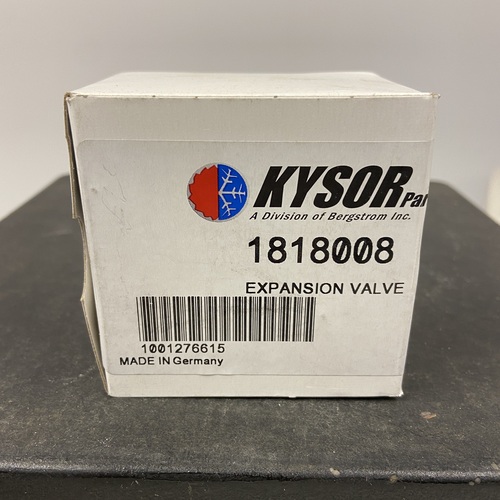 KYSOR Par
A Division of Bergstrom Inc.
1818008
EXPANSION VALVE
1001276615
MADE IN Germany